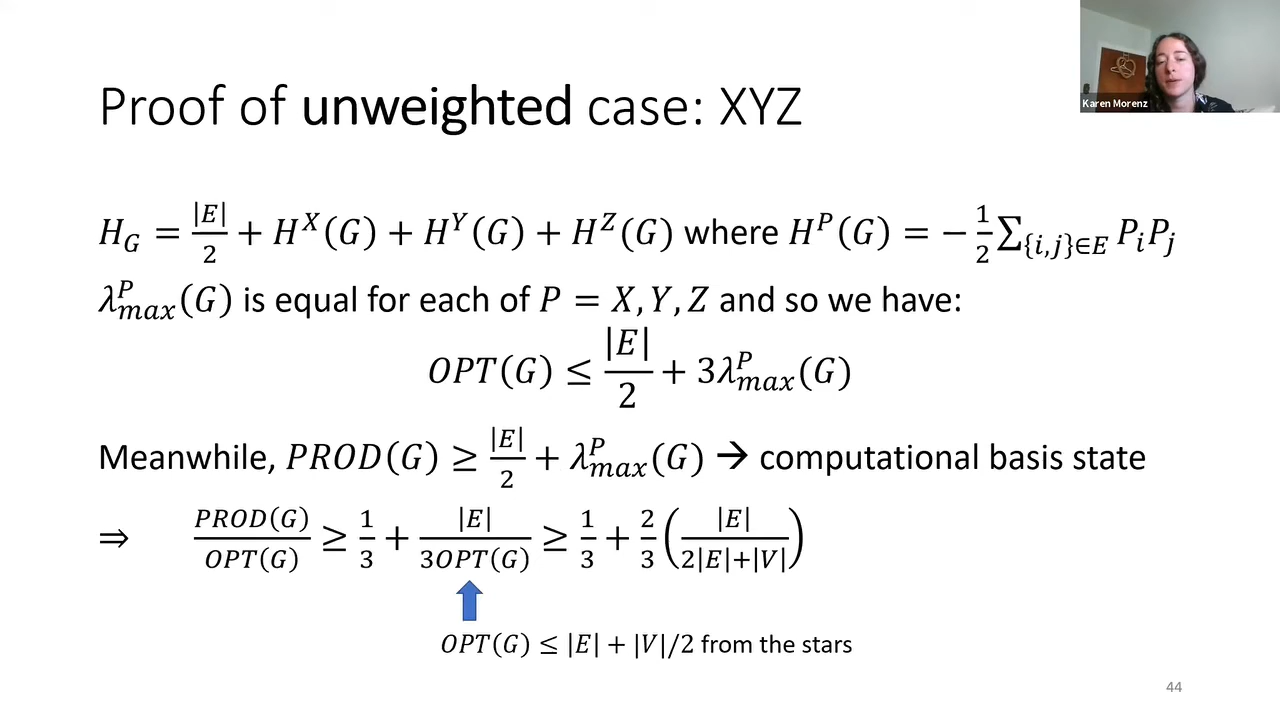 Karen Morenz
Proof of unweighted case: XYZ
H_G = |E|/2 + H^X(G) + H^Y(G) + H^Z(G) where H^P(G) = −1/2 ∑_{{i,j}∈E} P_i P_j
λ^P_max(G) is equal for each of P = X, Y, Z and so we have:
OPT(G) ≤ |E|/2 + 3λ^P_max(G)
Meanwhile, PROD(G) ≥ |E|/2 + λ^P_max(G) → computational basis state
⇒ PROD(G)/OPT(G) ≥ 1/3 + |E|/3OPT(G) ≥ 1/3 + 2/3 (|E|/2|E|+|V|)
OPT(G) ≤ |E| + |V|/2 from the stars
44